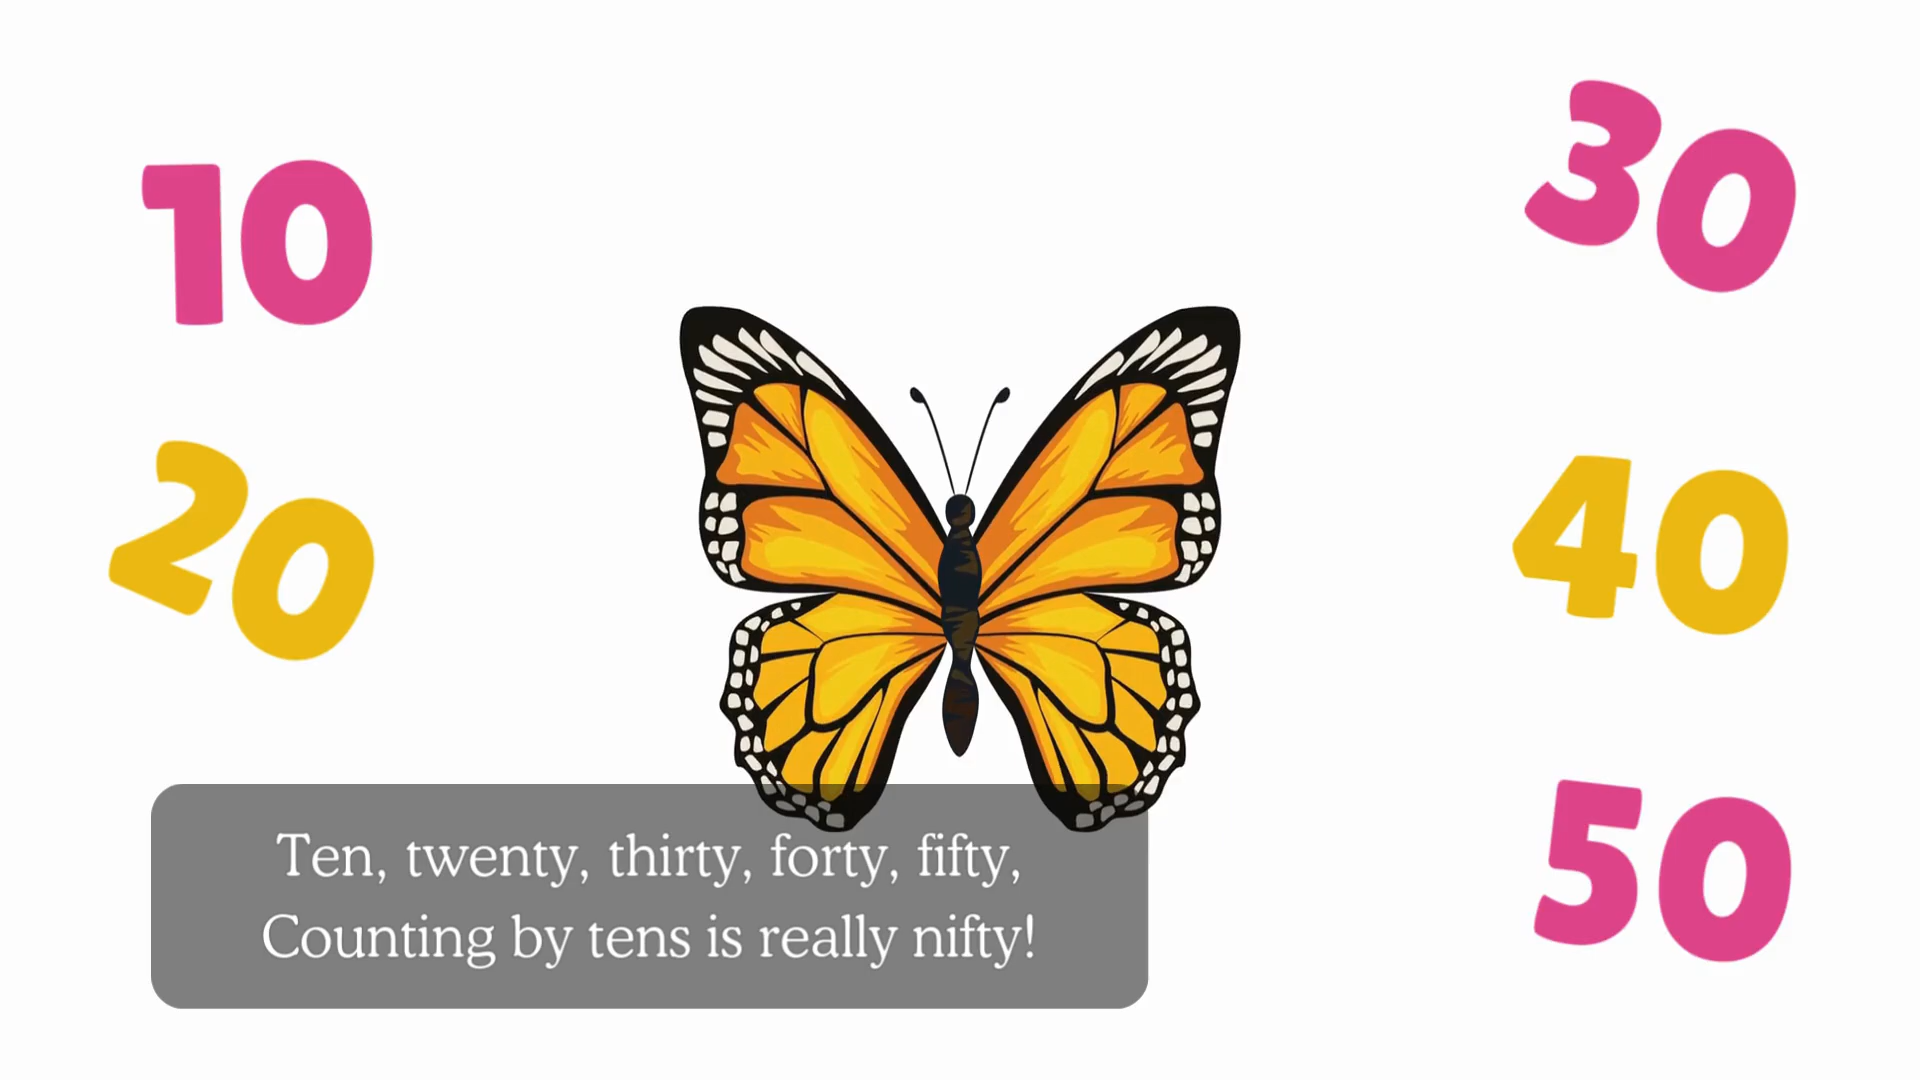 10
20
30
40
50
Ten, twenty, thirty, forty, fifty,
Counting by tens is really nifty!